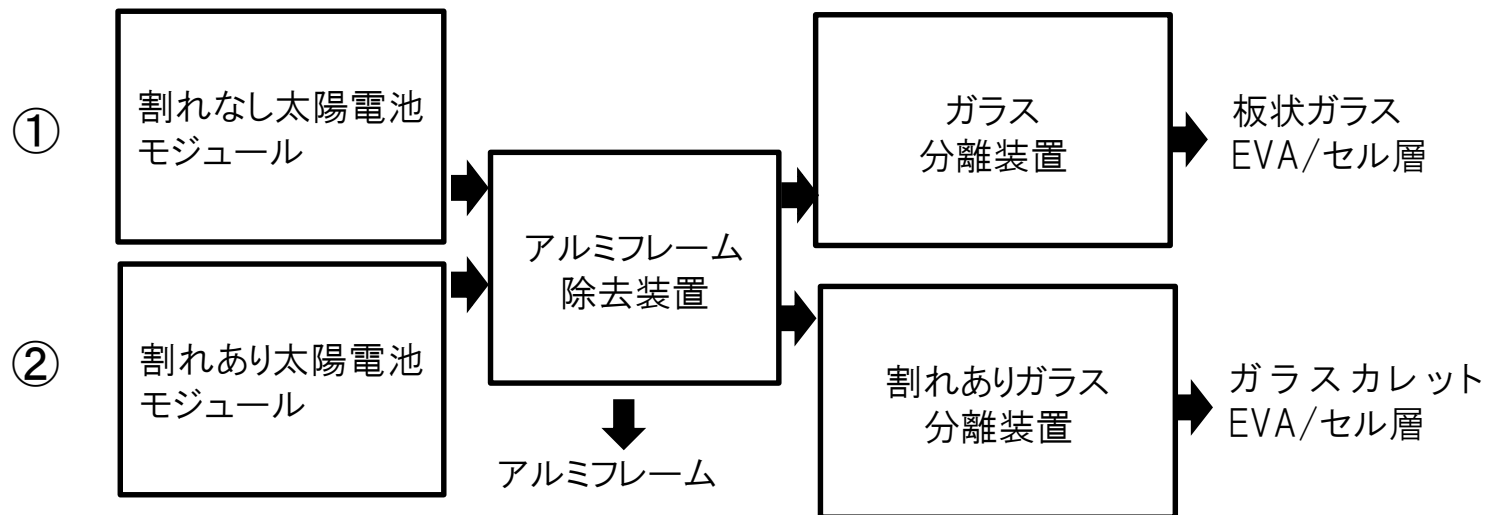 ①
割れなし太陽電池
モジュール
②
割れあり太陽電池
モジュール
アルミフレーム
除去装置
アルミフレーム
ガラス
分離装置
板状ガラス
EVA/セル層
割れありガラス
分離装置
ガラスカレット
EVA/セル層